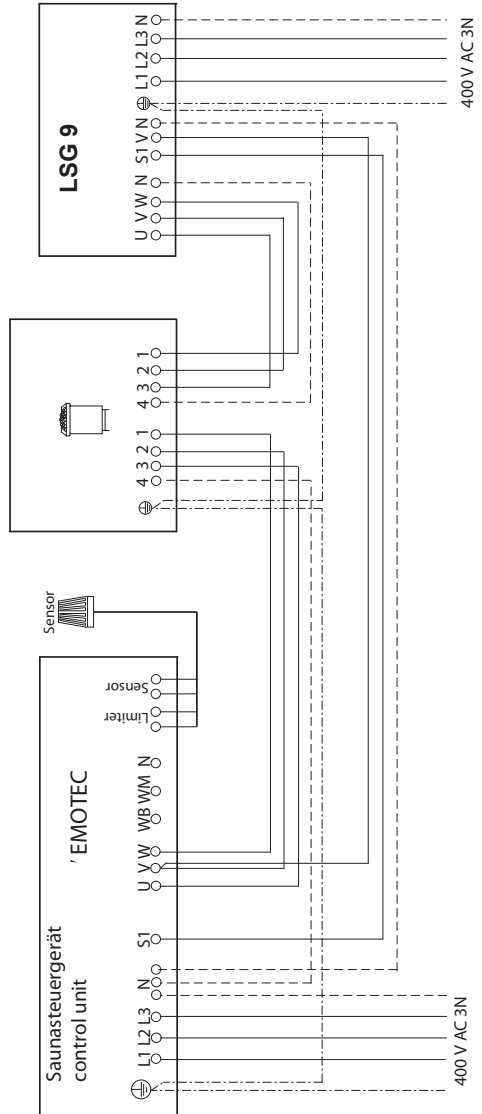 Saunasteuergerät
control unit
' EMOTEC
L1 L2 L3 N S1 U V W WB WM N Limiter Sensor
Sensor
400 V AC 3N
4 3 2 1 4 3 2 1
LSG 9
U V W N S1 V N L1 L2 L3 N
400 V AC 3N